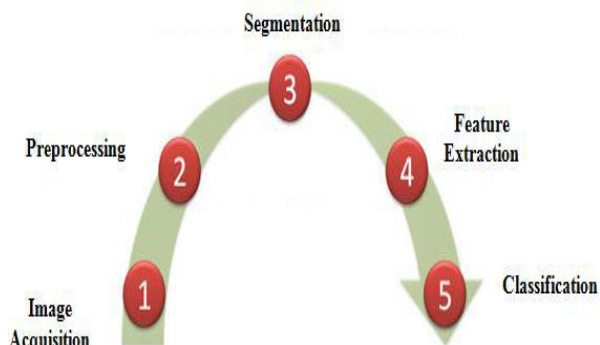 Segmentation
3
Preprocessing
2
4
Feature
Extraction
1
Image
Acquisition
5
Classification